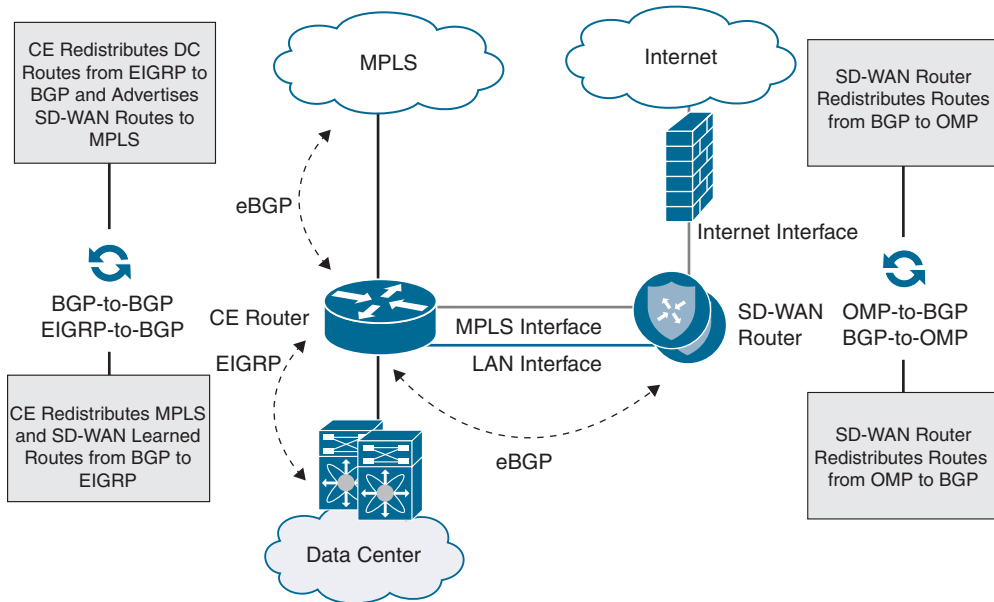 CE Redistributes DC
Routes from EIGRP to
BGP and Advertises
SD-WAN Routes to
MPLS
BGP-to-BGP
EIGRP-to-BGP
CE Redistributes MPLS
and SD-WAN Learned
Routes from BGP to
EIGRP
MPLS
eBGP
CE Router
EIGRP
Data Center
MPLS Interface
LAN Interface
eBGP
Internet
Internet Interface
SD-WAN
Router
SD-WAN Router
Redistributes Routes
from BGP to OMP
OMP-to-BGP
BGP-to-OMP
SD-WAN Router
Redistributes Routes
from OMP to BGP